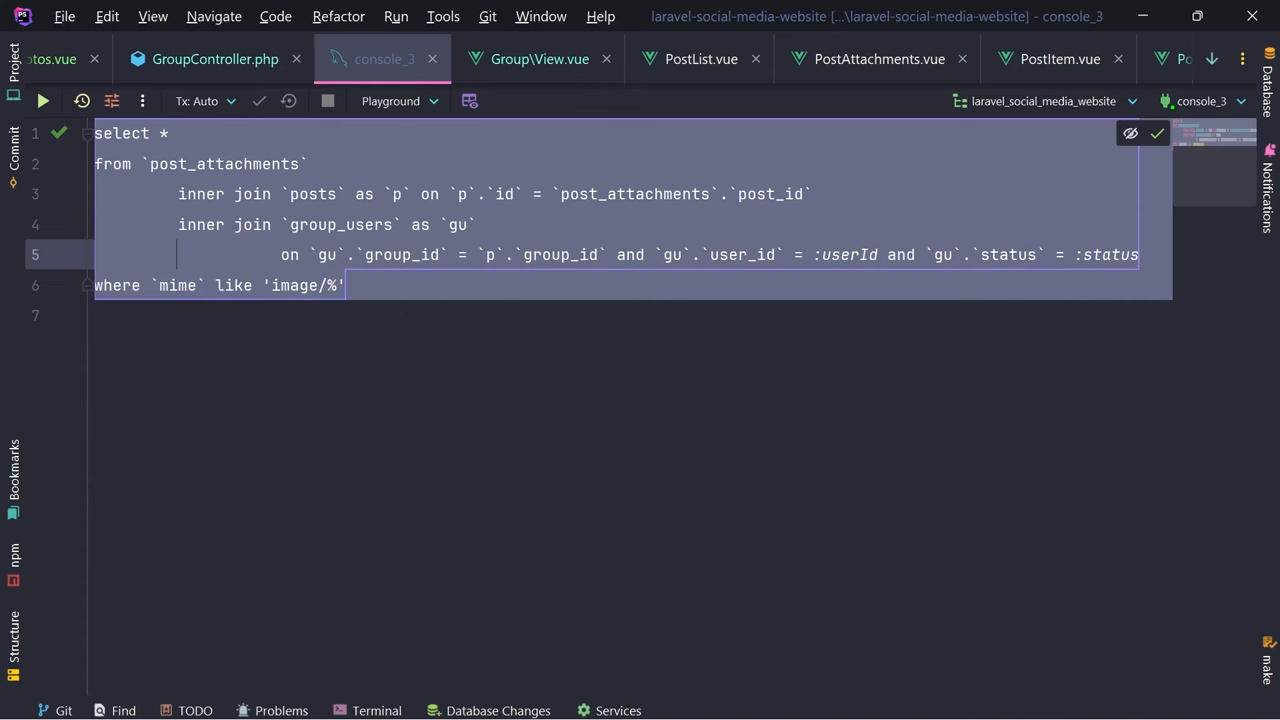 PS File Edit View Navigate Code Refactor Run Tools Git Window Help laravel-social-media-website [...\laravel-social-media-website] - console_3
otos.vue GroupController.php console_3 Group\View.vue PostList.vue PostAttachments.vue PostItem.vue Po
Tx: Auto Playground laravel_social_media_website console_3
1 select *
2 from `post_attachments`
3 inner join `posts` as `p` on `p`.`id` = `post_attachments`.`post_id`
4 inner join `group_users` as `gu`
5 on `gu`.`group_id` = `p`.`group_id` and `gu`.`user_id` = :userId and `gu`.`status` = :status
6 where `mime` like 'image/%'
7
Project
Commit
Bookmarks
npm
Structure
Database
Notifications
make
Git Find TODO Problems Terminal Database Changes Services